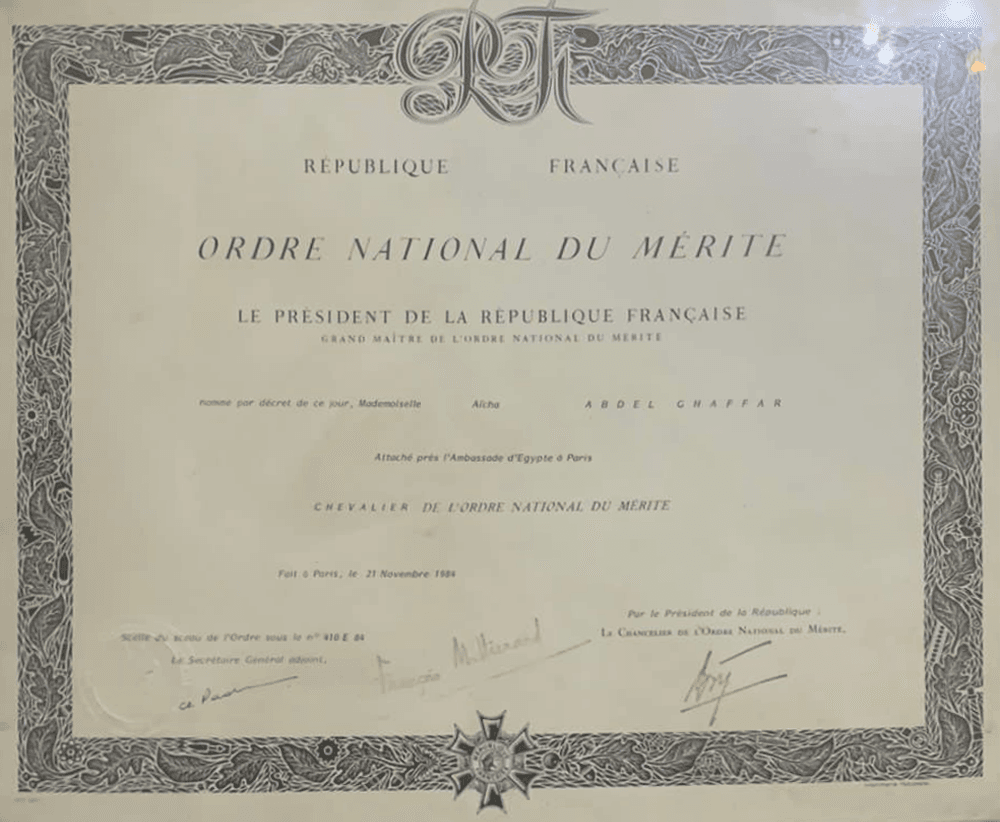 RF
RÉPUBLIQUE FRANÇAISE
ORDRE NATIONAL DU MÉRITE
LE PRÉSIDENT DE LA RÉPUBLIQUE FRANÇAISE
GRAND MAÎTRE DE L'ORDRE NATIONAL DU MÉRITE
nomme par décret de ce jour, Mademoiselle Aïcha ABDEL GHAFFAR
Attaché près l'Ambassade d'Egypte à Paris
CHEVALIER DE L'ORDRE NATIONAL DU MÉRITE
Fait à Paris, le 21 Novembre 1984
Par le Président de la République :
Scellé du sceau de l'Ordre sous le n° 410 E 84
LE CHANCELIER DE L'ORDRE NATIONAL DU MÉRITE,
Le Secrétaire Général adjoint,
François Mitterrand